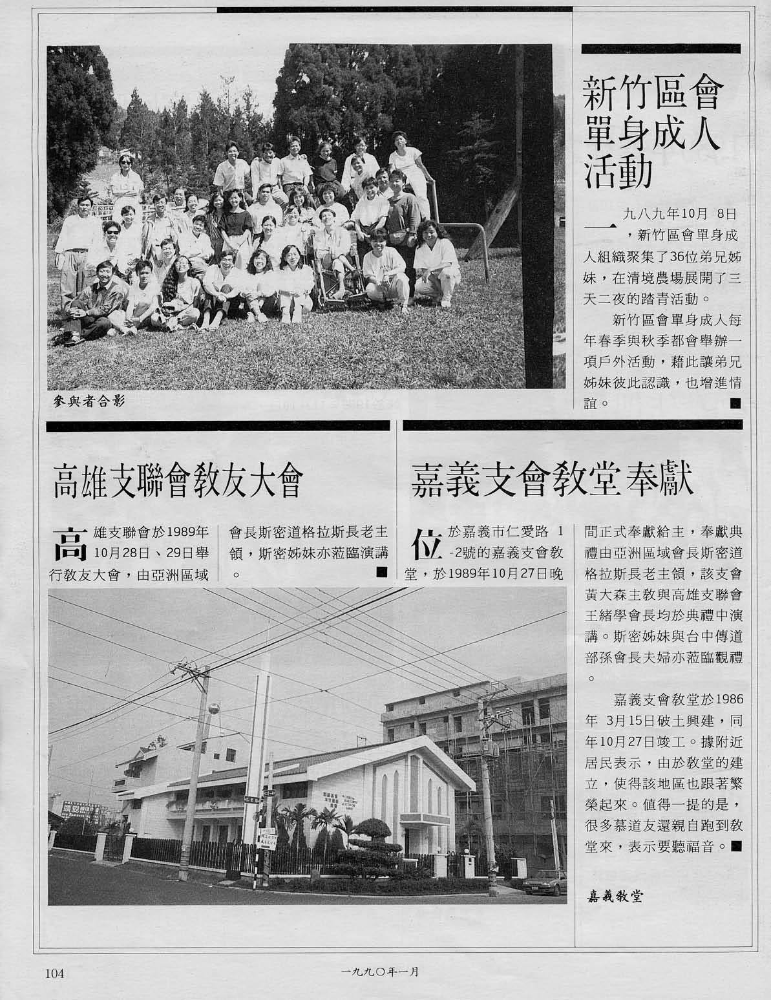 新竹區會
單身成人
活動
一九八九年10月 8日
，新竹區會單身成
人組織聚集了36位弟兄姊
妹，在清境農場展開了三
天二夜的踏青活動。
新竹區會單身成人每
年春季與秋季都會舉辦一
項戶外活動，藉此讓弟兄
姊妹彼此認識，也增進情
誼。■
參與者合影
高雄支聯會教友大會
高雄支聯會於1989年
10月28日、29日舉
行教友大會，由亞洲區域
會長斯密道格拉斯長老主
領，斯密姊妹亦蒞臨演講
。■
嘉義支會教堂奉獻
位於嘉義市仁愛路 1
-2號的嘉義支會教
堂，於1989年10月27日晚
間正式奉獻給主，奉獻典
禮由亞洲區域會長斯密道
格拉斯長老主領，該支會
黃大森主教與高雄支聯會
王緒學會長均於典禮中演
講。斯密姊妹與台中傳道
部孫會長夫婦亦蒞臨觀禮
。
嘉義支會教堂於1986
年 3月15日破土興建，同
年10月27日竣工。據附近
居民表示，由於教堂的建
立，使得該地區也跟著繁
榮起來。值得一提的是，
很多慕道友還親自跑到教
堂來，表示要聽福音。■
嘉義教堂
104
一九九〇年一月